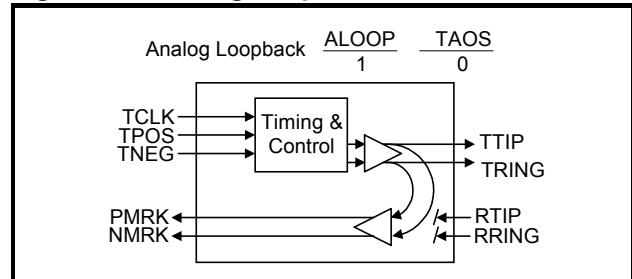 Analog Loopback ALOOP TAOS
1 0
TCLK
TPOS
TNEG
Timing &
Control
TTIP
TRING
PMRK
NMRK
RTIP
RRING